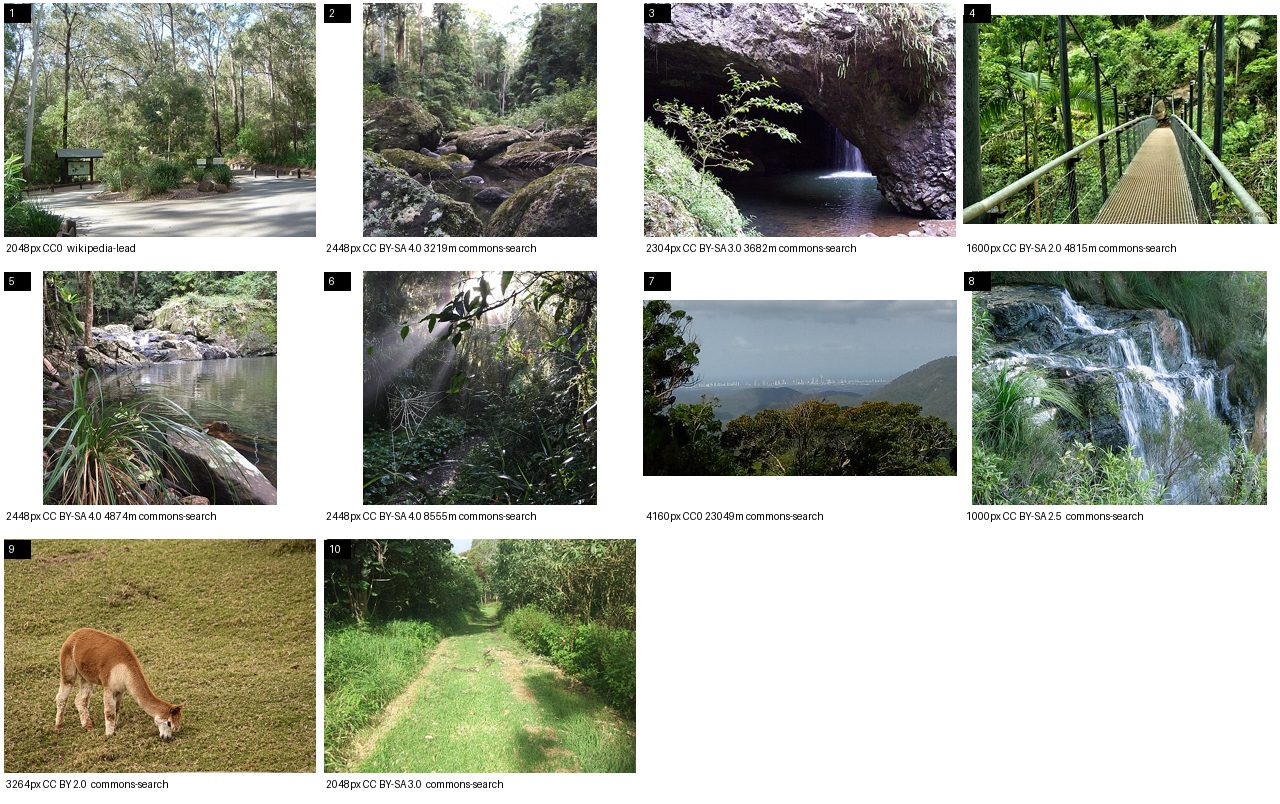 1
2
3
4
2048px CC0 wikipedia-lead
2448px CC BY-SA 4.0 3219m commons-search
2304px CC BY-SA 3.0 3682m commons-search
1600px CC BY-SA 2.0 4815m commons-search
5
6
7
8
2448px CC BY-SA 4.0 4874m commons-search
2448px CC BY-SA 4.0 8555m commons-search
4160px CC0 23049m commons-search
1000px CC BY-SA 2.5 commons-search
9
10
3264px CC BY 2.0 commons-search
2048px CC BY-SA 3.0 commons-search